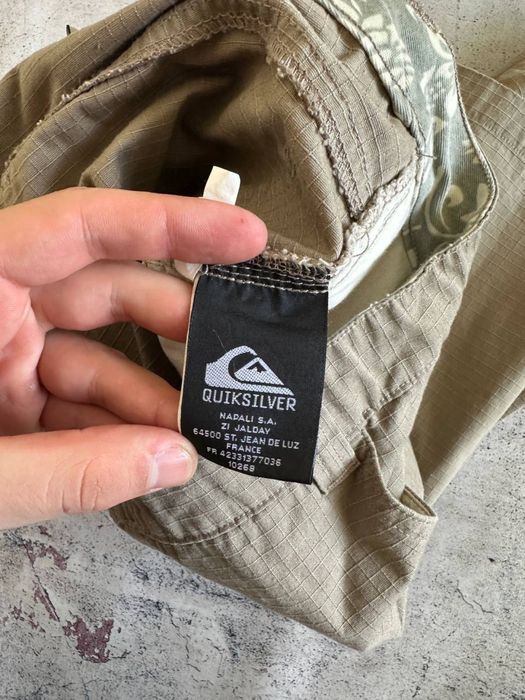 QUIKSILVER
NAPALI S.A.
ZI JALDAY
64500 ST. JEAN DE LUZ
FRANCE
FR 42331377036
10268